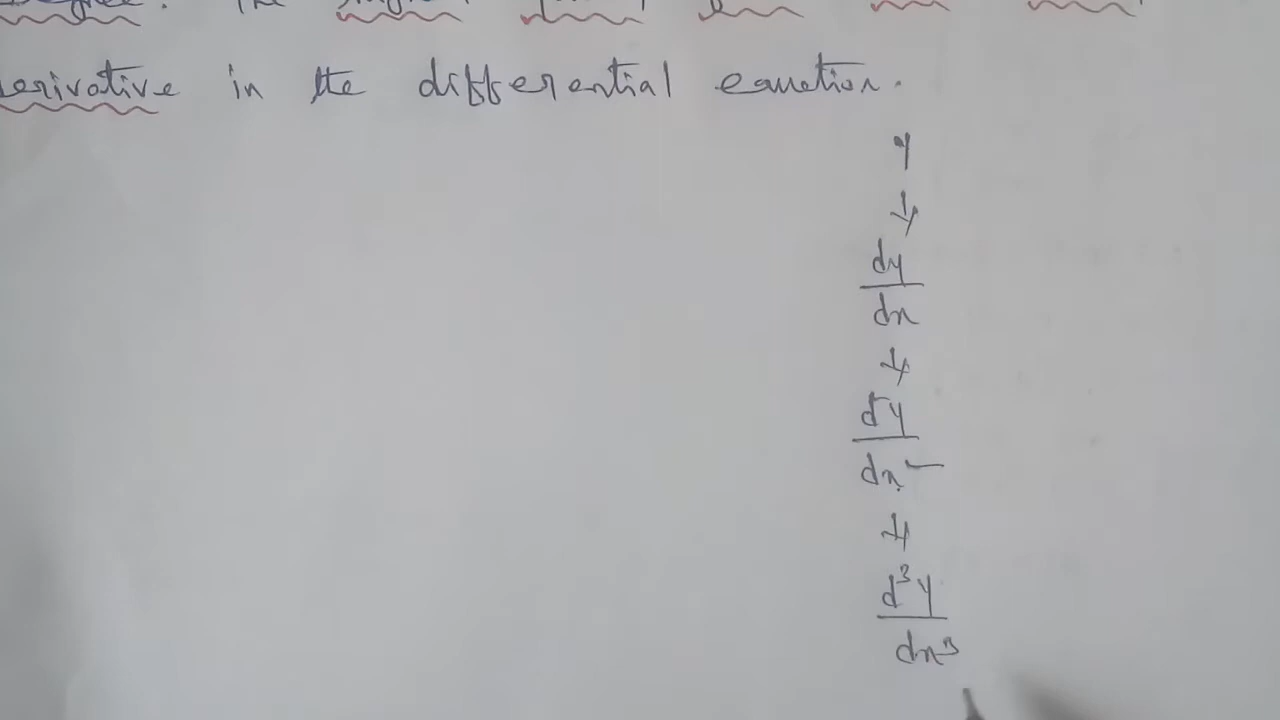 derivative in the differential equation.
y
↓
dy
dx
↓
d²y
dx²
↓
d³y
dx³